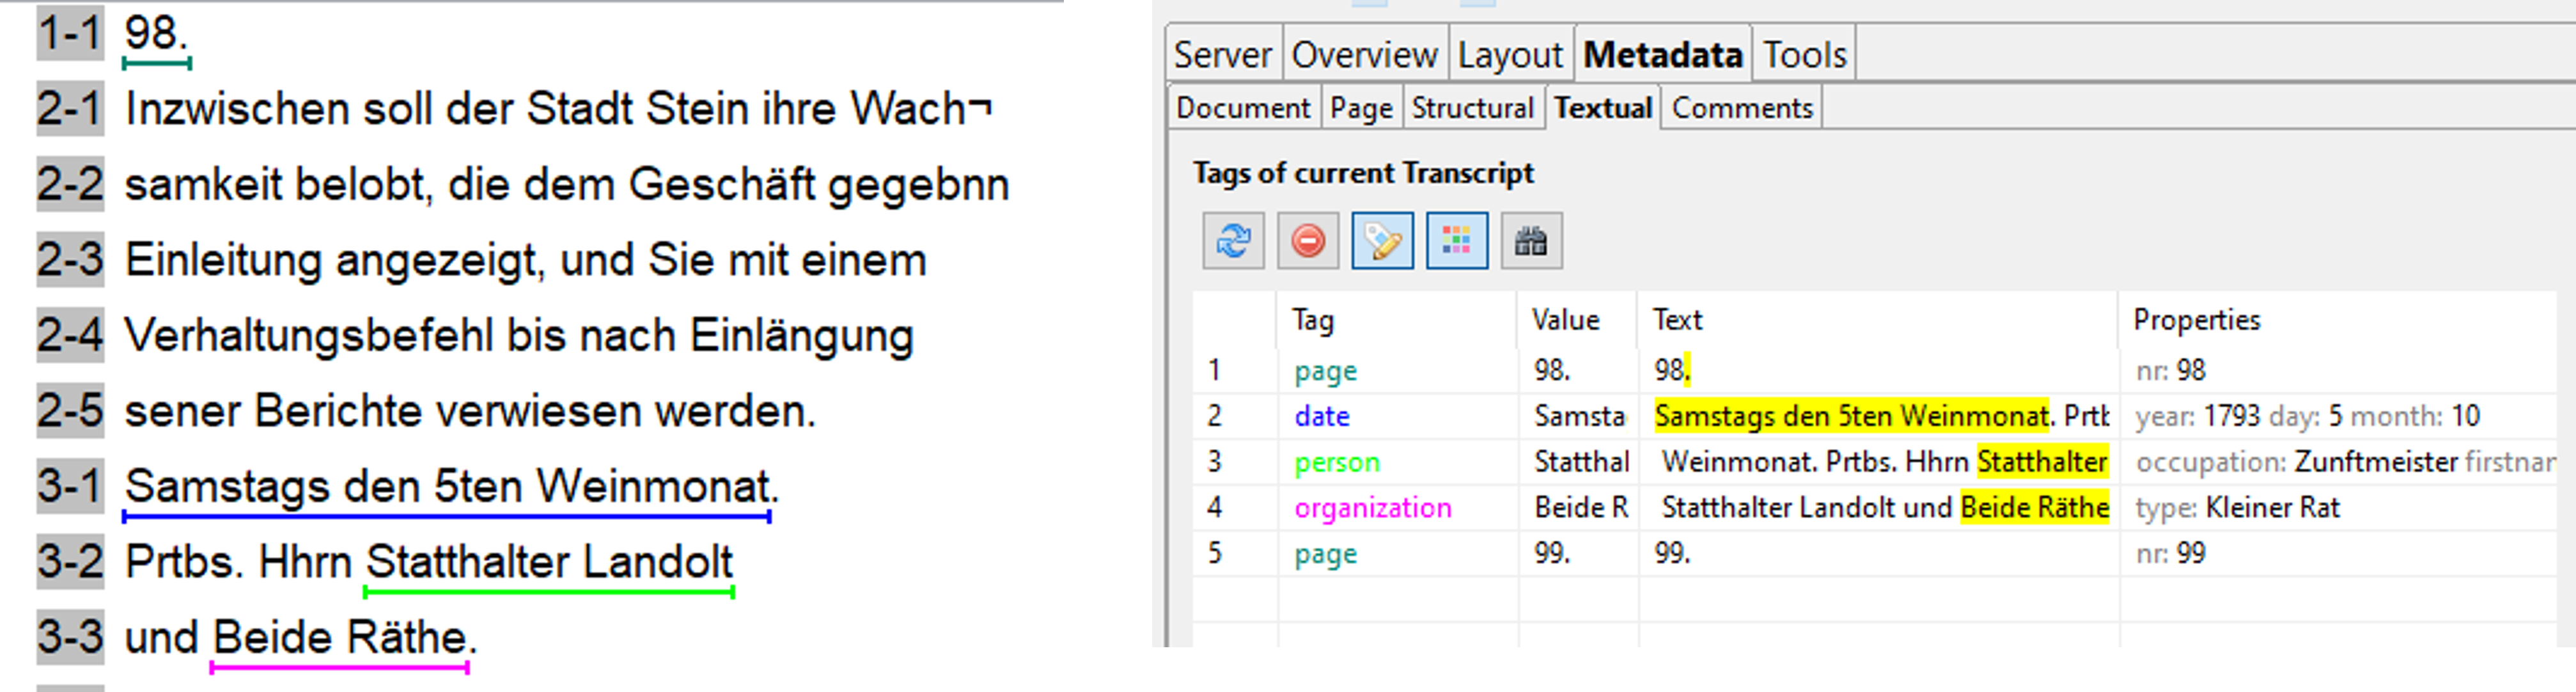 1-1 98.
2-1 Inzwischen soll der Stadt Stein ihre Wach¬
2-2 samkeit belobt, die dem Geschäft gegebnn
2-3 Einleitung angezeigt, und Sie mit einem
2-4 Verhaltungsbefehl bis nach Einlängung
2-5 sener Berichte verwiesen werden.
3-1 Samstags den 5ten Weinmonat.
3-2 Prtbs. Hhrn Statthalter Landolt
3-3 und Beide Räthe.
Server Overview Layout Metadata Tools
Document Page Structural Textual Comments
Tags of current Transcript
Tag Value Text Properties
1 page 98. 98. nr: 98
2 date Samsta Samstags den 5ten Weinmonat. Prtb year: 1793 day: 5 month: 10
3 person Statthal Weinmonat. Prtbs. Hhrn Statthalter occupation: Zunftmeister firstnar
4 organization Beide R Statthalter Landolt und Beide Räthe type: Kleiner Rat
5 page 99. 99. nr: 99